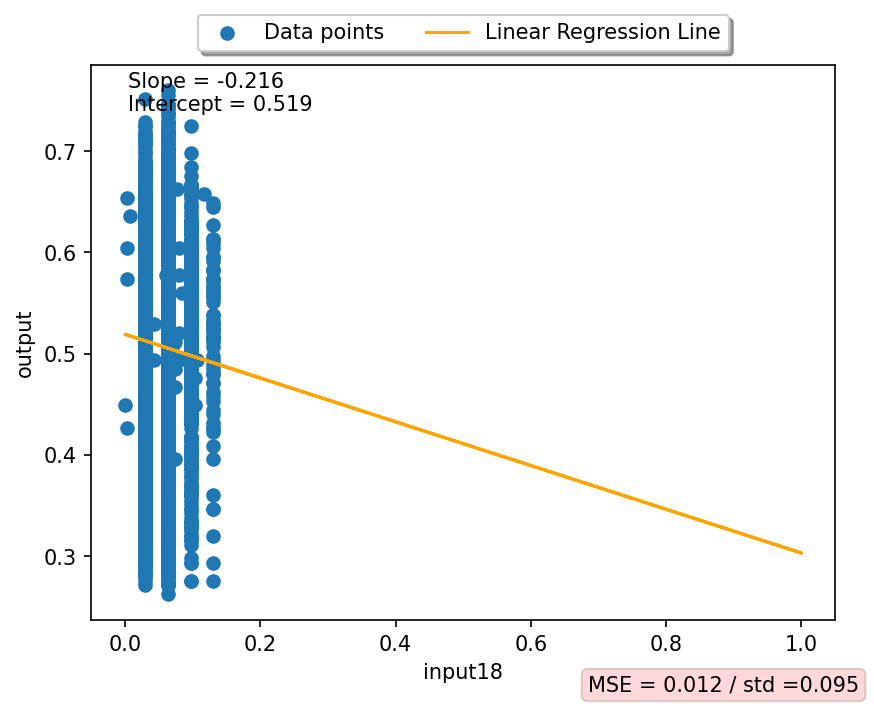 Data points
Linear Regression Line
Slope = -0.216
Intercept = 0.519
0.7
0.6
0.5
0.4
0.3
output
0.0 0.2 0.4 0.6 0.8 1.0
input18
MSE = 0.012 / std =0.095